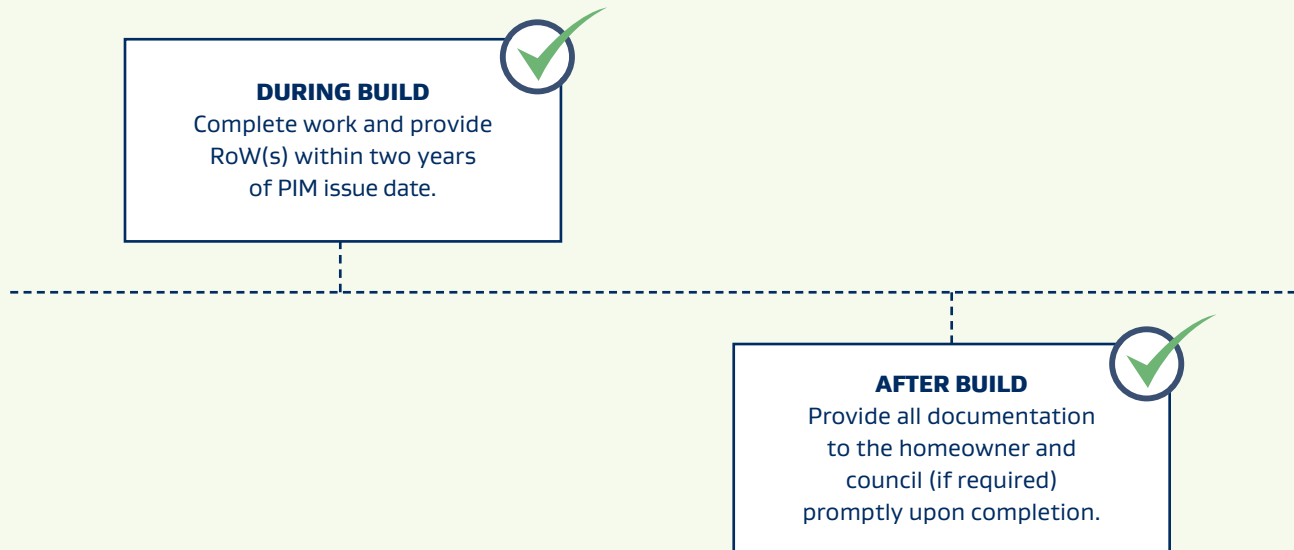 DURING BUILD
Complete work and provide
RoW(s) within two years
of PIM issue date.
AFTER BUILD
Provide all documentation
to the homeowner and
council (if required)
promptly upon completion.